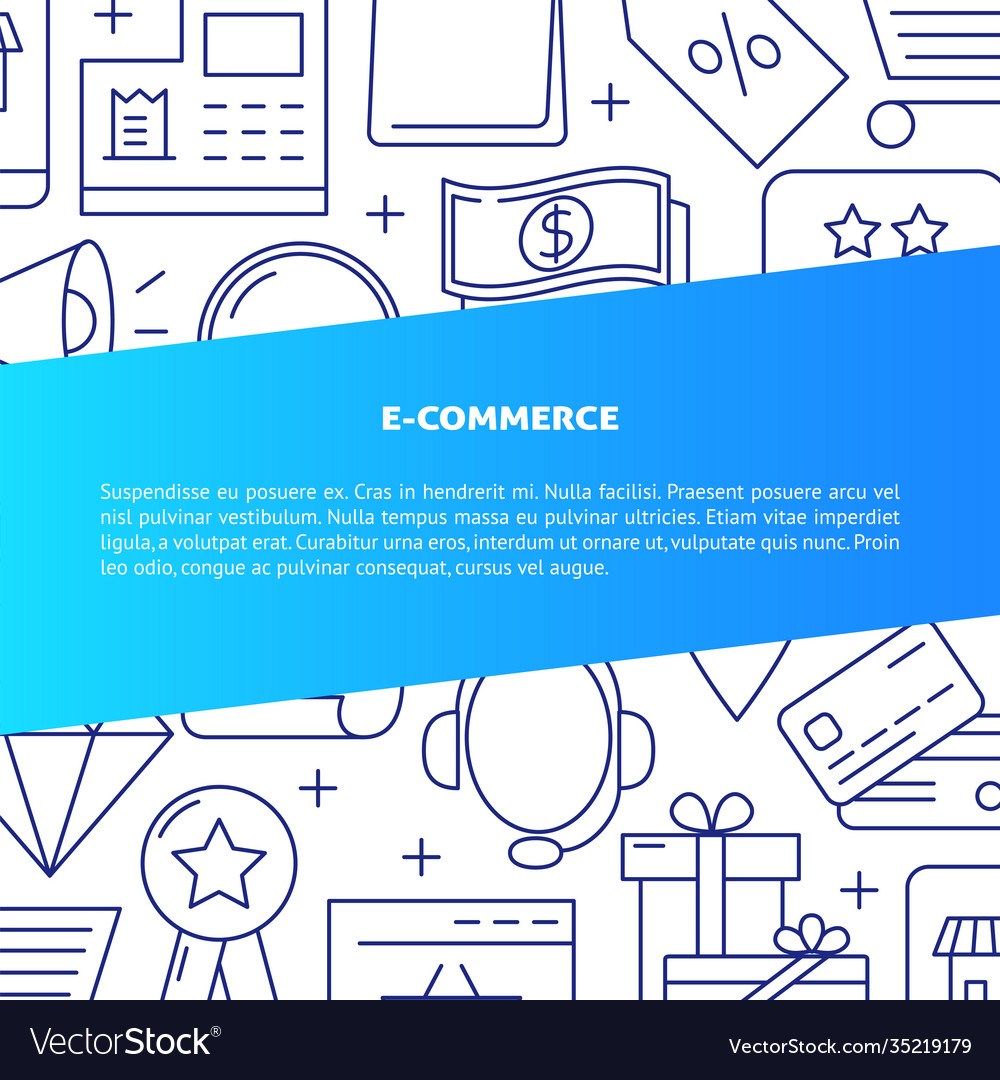 E-COMMERCE
Suspendisse eu posuere ex. Cras in hendrerit mi. Nulla facilisi. Praesent posuere arcu vel
nisl pulvinar vestibulum. Nulla tempus massa eu pulvinar ultricies. Etiam vitae imperdiet
ligula, a volutpat erat. Curabitur urna eros, interdum ut ornare ut, vulputate quis nunc. Proin
leo odio, congue ac pulvinar consequat, cursus vel augue.
VectorStock®
VectorStock.com/35219179